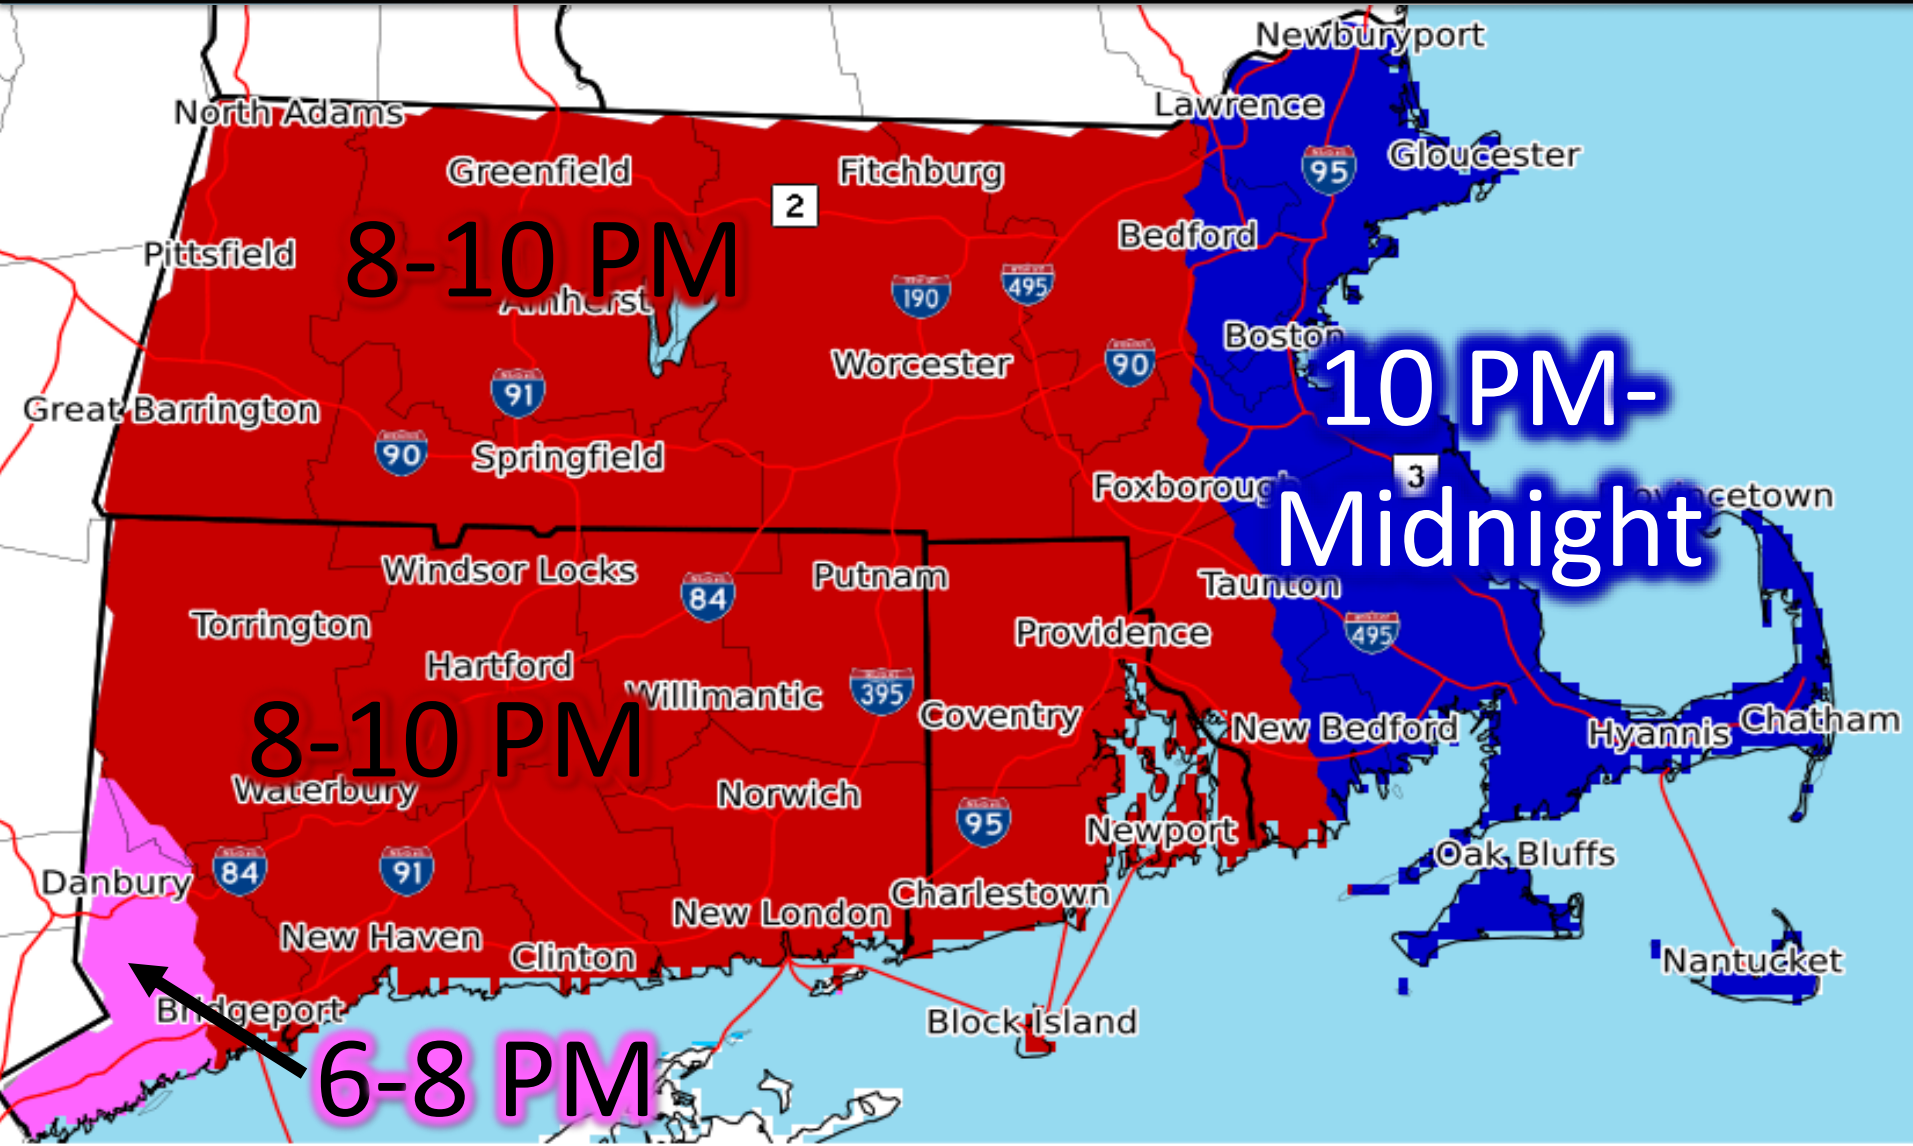 Newburyport
Lawrence
North Adams
Gloucester
95
Greenfield
Fitchburg
2
Bedford
Pittsfield
8-10 PM
Amherst
190
495
Boston
Worcester
90
10 PM-
Midnight
91
Great Barrington
90
Springfield
Foxborough
3
Windsor Locks
Putnam
Taunton
84
Torrington
Providence
495
Hartford
Willimantic
395
Coventry
New Bedford
Hyannis
Chatham
8-10 PM
Waterbury
Norwich
95
Newport
Oak Bluffs
84
91
Danbury
Charlestown
New London
New Haven
Clinton
Nantucket
Bridgeport
Block Island
6-8 PM